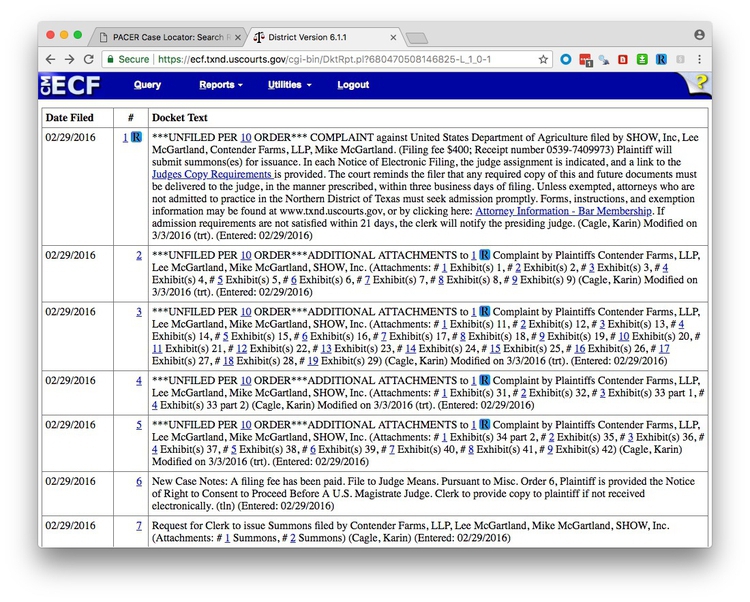 PACER Case Locator: Search R
District Version 6.1.1
Secure
https://ecf.txnd.uscourts.gov/cgi-bin/DktRpt.pl?680470508146825-L_1_0-1
CM ECF Query Reports Utilities Logout ?
Date Filed # Docket Text
02/29/2016 1 R ***UNFILED PER 10 ORDER*** COMPLAINT against United States Department of Agriculture filed by SHOW, Inc, Lee
McGartland, Contender Farms, LLP, Mike McGartland. (Filing fee $400; Receipt number 0539-7409973) Plaintiff will
submit summons(es) for issuance. In each Notice of Electronic Filing, the judge assignment is indicated, and a link to the
Judges Copy Requirements is provided. The court reminds the filer that any required copy of this and future documents must
be delivered to the judge, in the manner prescribed, within three business days of filing. Unless exempted, attorneys who are
not admitted to practice in the Northern District of Texas must seek admission promptly. Forms, instructions, and exemption
information may be found at www.txnd.uscourts.gov, or by clicking here: Attorney Information - Bar Membership. If
admission requirements are not satisfied within 21 days, the clerk will notify the presiding judge. (Cagle, Karin) Modified on
3/3/2016 (trt). (Entered: 02/29/2016)
02/29/2016 2 ***UNFILED PER 10 ORDER***ADDITIONAL ATTACHMENTS to 1 R Complaint by Plaintiffs Contender Farms, LLP,
Lee McGartland, Mike McGartland, SHOW, Inc. (Attachments: # 1 Exhibit(s) 1, # 2 Exhibit(s) 2, # 3 Exhibit(s) 3, # 4
Exhibit(s) 4, # 5 Exhibit(s) 5, # 6 Exhibit(s) 6, # 7 Exhibit(s) 7, # 8 Exhibit(s) 8, # 9 Exhibit(s) 9) (Cagle, Karin) Modified on
3/3/2016 (trt). (Entered: 02/29/2016)
02/29/2016 3 ***UNFILED PER 10 ORDER***ADDITIONAL ATTACHMENTS to 1 R Complaint by Plaintiffs Contender Farms, LLP,
Lee McGartland, Mike McGartland, SHOW, Inc. (Attachments: # 1 Exhibit(s) 11, # 2 Exhibit(s) 12, # 3 Exhibit(s) 13, # 4
Exhibit(s) 14, # 5 Exhibit(s) 15, # 6 Exhibit(s) 16, # 7 Exhibit(s) 17, # 8 Exhibit(s) 18, # 9 Exhibit(s) 19, # 10 Exhibit(s) 20, #
11 Exhibit(s) 21, # 12 Exhibit(s) 22, # 13 Exhibit(s) 23, # 14 Exhibit(s) 24, # 15 Exhibit(s) 25, # 16 Exhibit(s) 26, # 17
Exhibit(s) 27, # 18 Exhibit(s) 28, # 19 Exhibit(s) 29) (Cagle, Karin) Modified on 3/3/2016 (trt). (Entered: 02/29/2016)
02/29/2016 4 ***UNFILED PER 10 ORDER***ADDITIONAL ATTACHMENTS to 1 R Complaint by Plaintiffs Contender Farms, LLP,
Lee McGartland, Mike McGartland, SHOW, Inc. (Attachments: # 1 Exhibit(s) 31, # 2 Exhibit(s) 32, # 3 Exhibit(s) 33 part 1, #
4 Exhibit(s) 33 part 2) (Cagle, Karin) Modified on 3/3/2016 (trt). (Entered: 02/29/2016)
02/29/2016 5 ***UNFILED PER 10 ORDER***ADDITIONAL ATTACHMENTS to 1 R Complaint by Plaintiffs Contender Farms, LLP,
Lee McGartland, Mike McGartland, SHOW, Inc. (Attachments: # 1 Exhibit(s) 34 part 2, # 2 Exhibit(s) 35, # 3 Exhibit(s) 36, #
4 Exhibit(s) 37, # 5 Exhibit(s) 38, # 6 Exhibit(s) 39, # 7 Exhibit(s) 40, # 8 Exhibit(s) 41, # 9 Exhibit(s) 42) (Cagle, Karin)
Modified on 3/3/2016 (trt). (Entered: 02/29/2016)
02/29/2016 6 New Case Notes: A filing fee has been paid. File to Judge Means. Pursuant to Misc. Order 6, Plaintiff is provided the Notice
of Right to Consent to Proceed Before A U.S. Magistrate Judge. Clerk to provide copy to plaintiff if not received
electronically. (tln) (Entered: 02/29/2016)
02/29/2016 7 Request for Clerk to issue Summons filed by Contender Farms, LLP, Lee McGartland, Mike McGartland, SHOW, Inc.
(Attachments: # 1 Summons, # 2 Summons) (Cagle, Karin) (Entered: 02/29/2016)